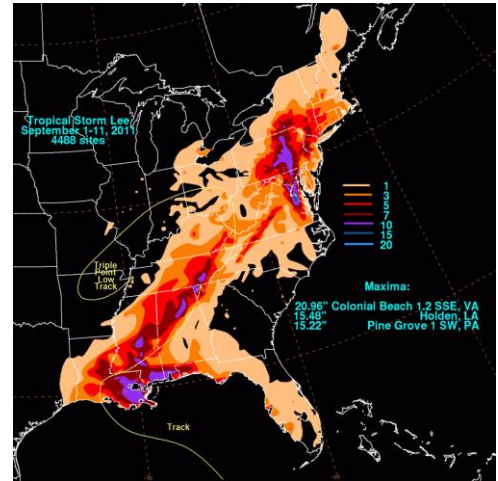 Tropical Storm Lee
September 1-11, 2011
4488 sites
1
3
5
7
10
15
20
Triple
Point
Low
Track
Maxima:
20.96" Colonial Beach 1.2 SSE, VA
15.48" Holden, LA
15.22" Pine Grove 1 SW, PA
Track